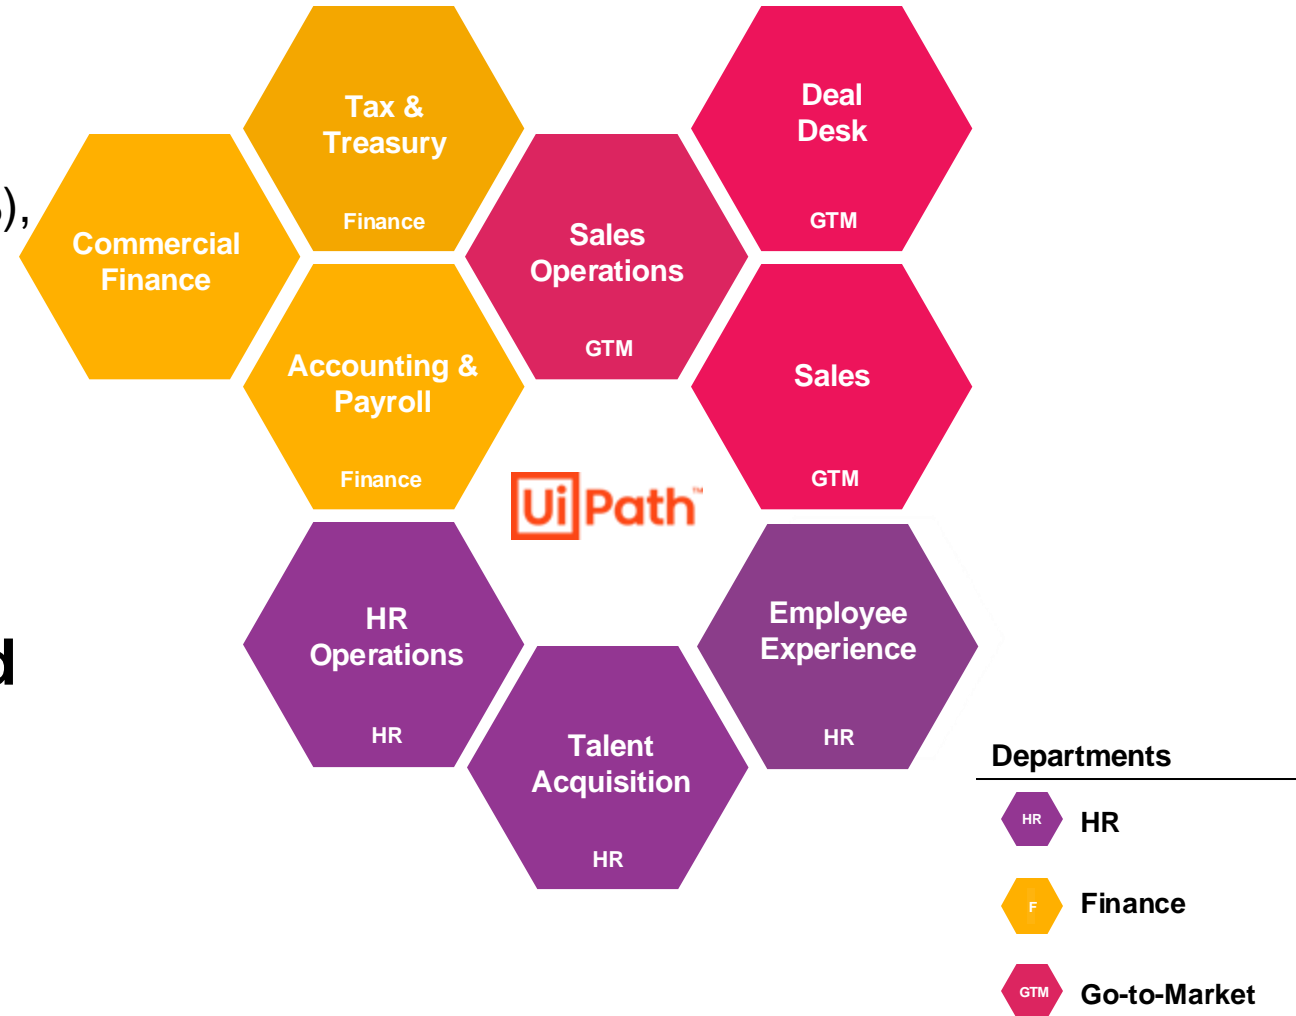 Tax &
Treasury
Finance
Deal
Desk
GTM
),
Commercial
Finance
Sales
Operations
GTM
Accounting &
Payroll
Finance
Sales
GTM
UiPath™
HR
Operations
HR
Employee
Experience
HR
Talent
Acquisition
HR
d
Departments
HR HR
F Finance
GTM Go-to-Market